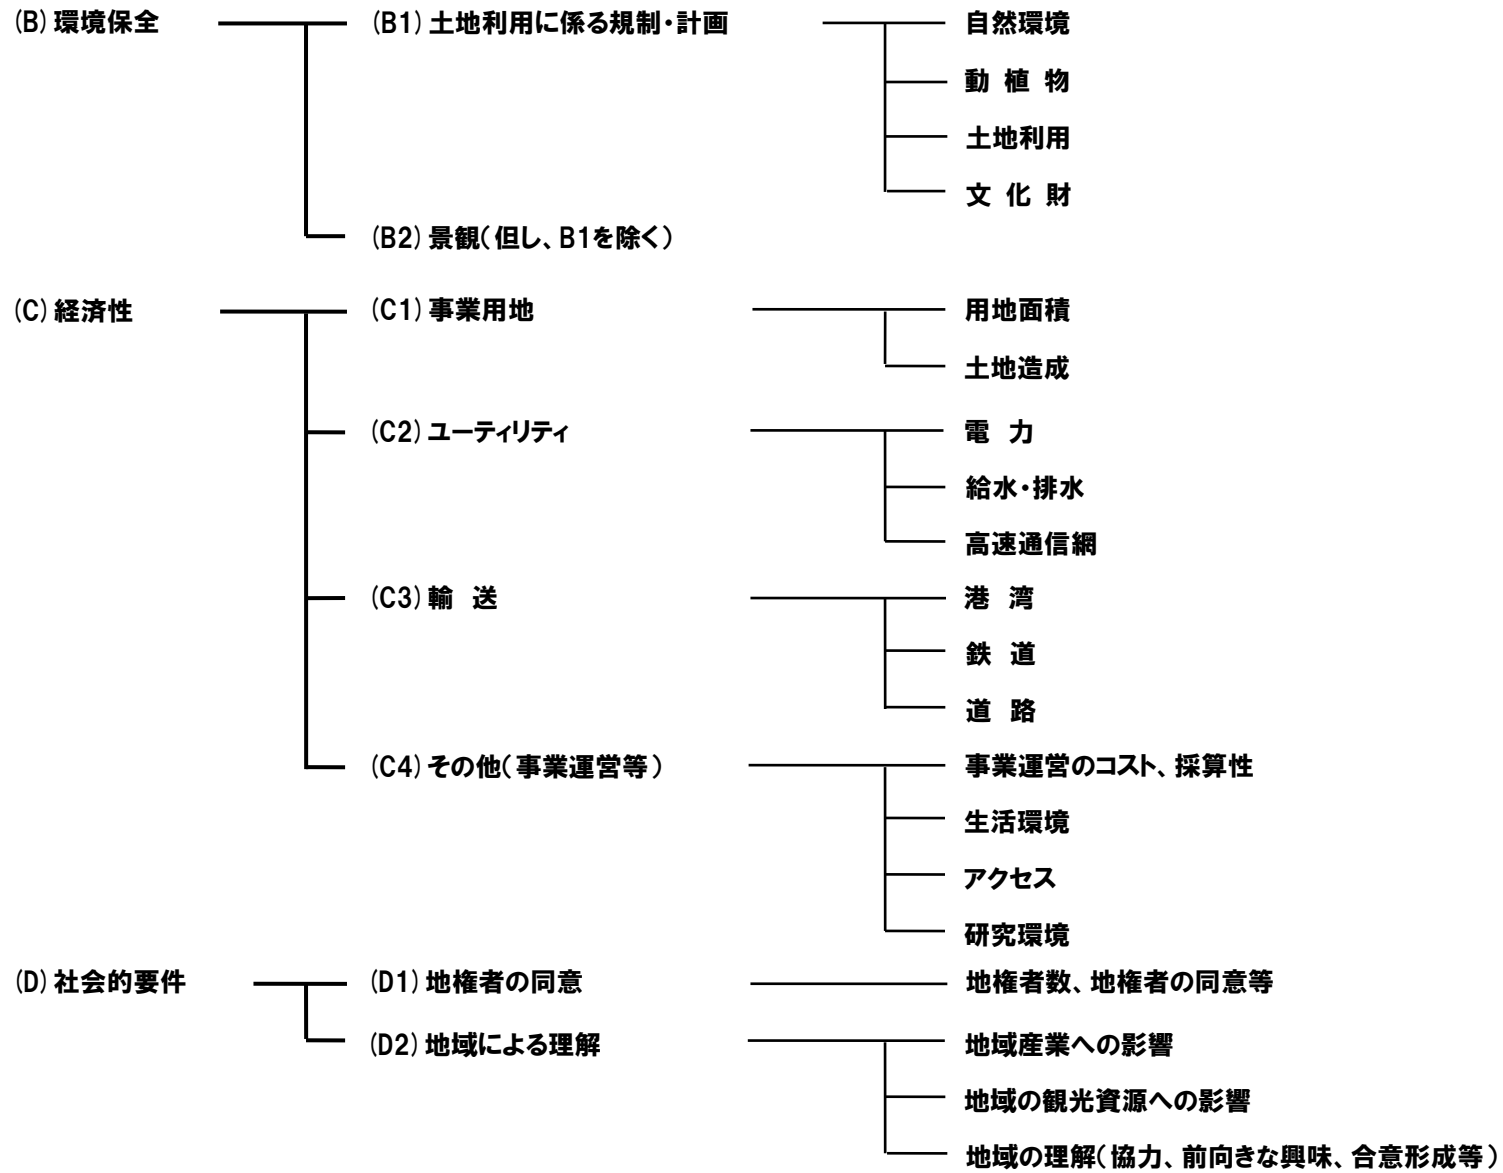 (B)環境保全
(B1)土地利用に係る規制・計画
自然環境
動 植 物
土地利用
文 化 財
(B2)景観(但し、B1を除く)
(C)経済性
(C1)事業用地
用地面積
土地造成
(C2)ユーティリティ
電 力
給水・排水
高速通信網
(C3)輸 送
港 湾
鉄 道
道 路
(C4)その他(事業運営等)
事業運営のコスト、採算性
生活環境
アクセス
研究環境
(D)社会的要件
(D1)地権者の同意
地権者数、地権者の同意等
(D2)地域による理解
地域産業への影響
地域の観光資源への影響
地域の理解(協力、前向きな興味、合意形成等)